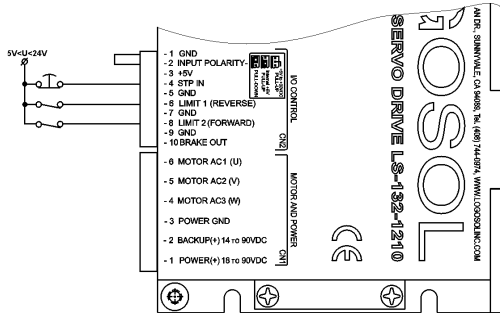 5V<U<24V
- 1 GND
- 2 INPUT POLARITY-
- 3 +5V
- 4 STP IN
- 5 GND
- 6 LIMIT 1 (REVERSE)
- 7 GND
- 8 LIMIT 2 (FORWARD)
- 9 GND
- 10 BRAKE OUT
I/O CONTROL
CN2
- 6 MOTOR AC1 (U)
- 5 MOTOR AC2 (V)
- 4 MOTOR AC3 (W)
- 3 POWER GND
- 2 BACKUP(+) 14 TO 90VDC
- 1 POWER(+) 18 TO 90VDC
MOTOR AND POWER
CN1
CE
SERVO DRIVE LS-132-1210
ROSOL
AN DR., SUNNYVALE, CA 94089, Tel. (408) 744-0974, WWW.LOGOSOLINC.COM